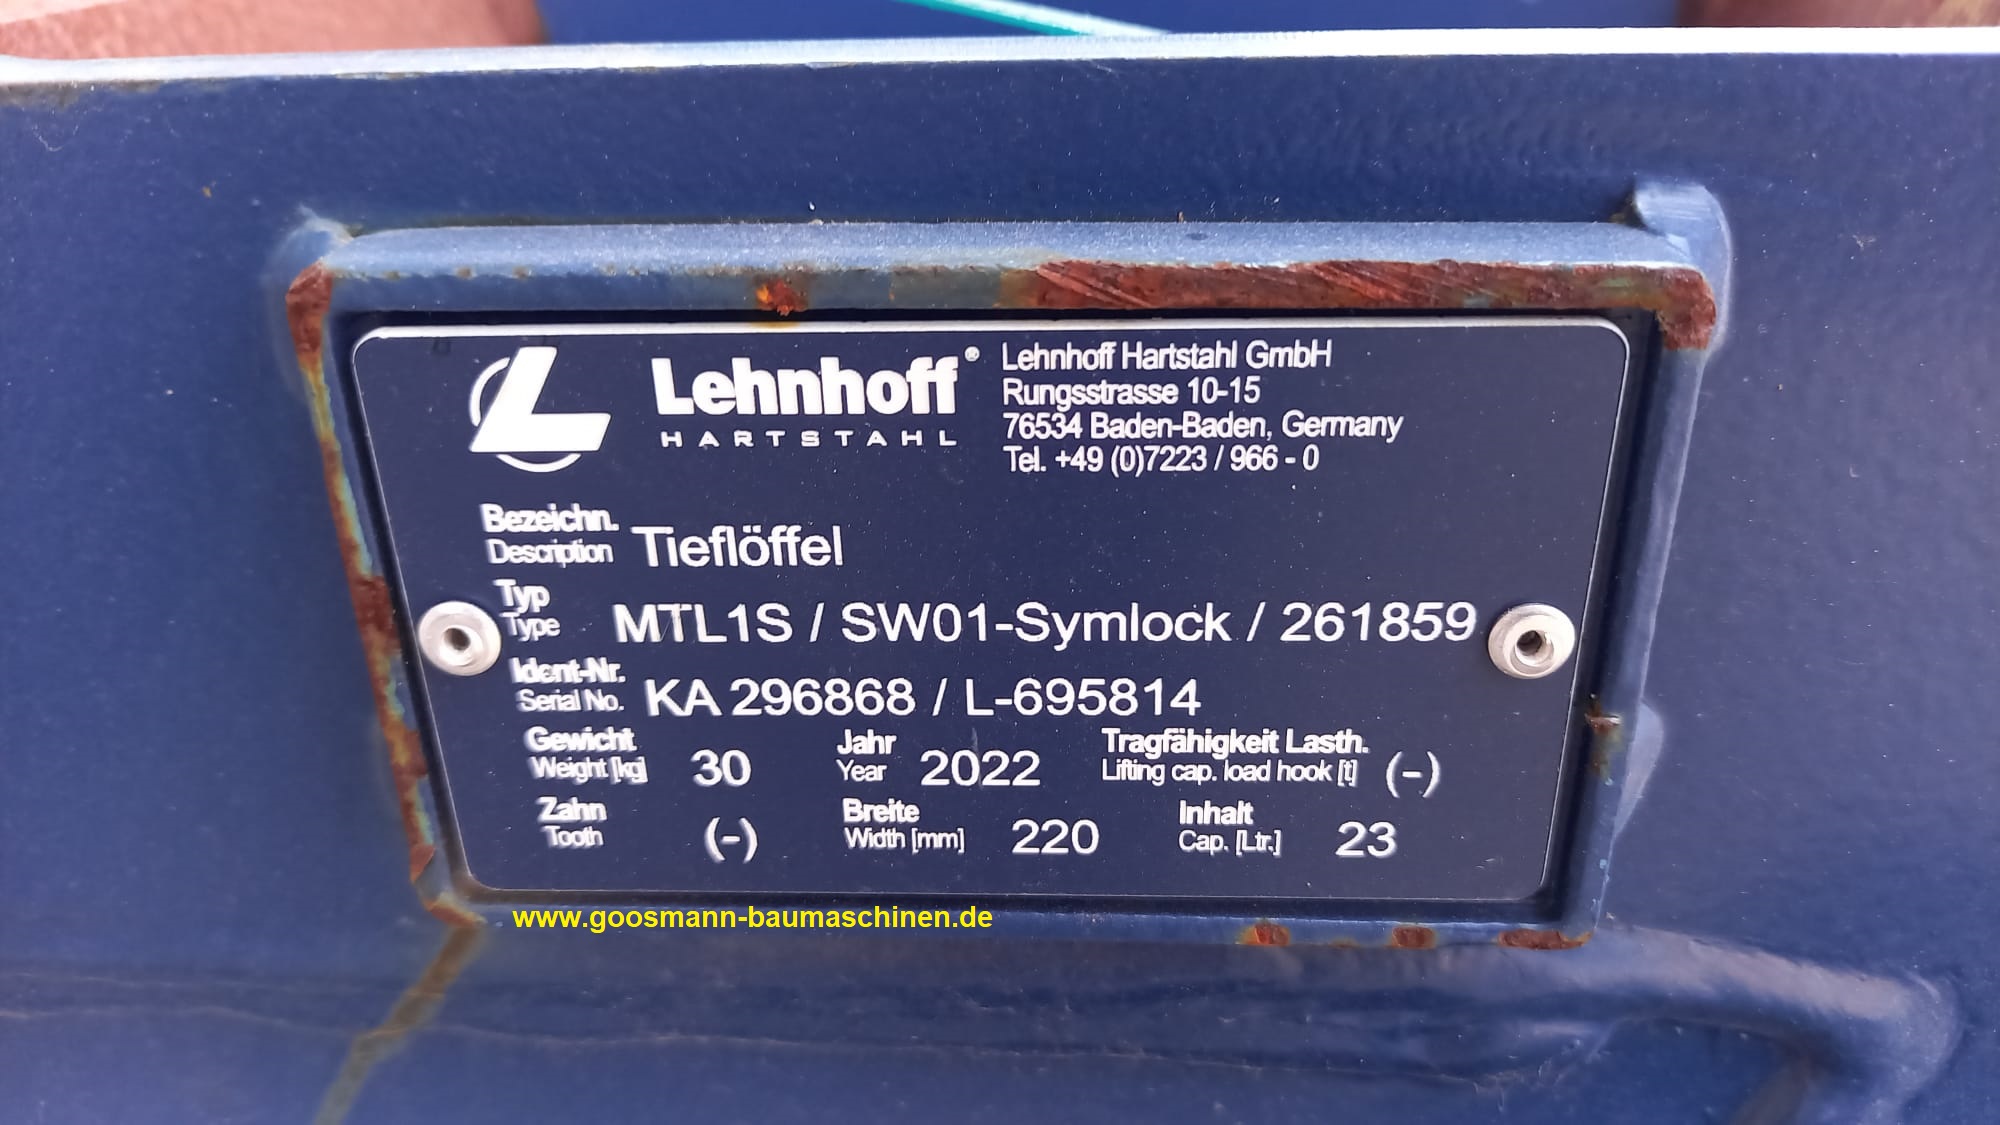 Lehnhoff®
HARTSTAHL
Lehnhoff Hartstahl GmbH
Rungsstrasse 10-15
76534 Baden-Baden, Germany
Tel. +49 (0)7223 / 966 - 0
Bezeichn.
Description Tieflöffel
Typ
Type MTL1S / SW01-Symlock / 261859
Ident-Nr.
Serial No. KA 296868 / L-695814
Gewicht Jahr Tragfähigkeit Lasth.
Weight [kg] 30 Year 2022 Lifting cap. load hook [t] (-)
Zahn Breite Inhalt
Tooth (-) Width [mm] 220 Cap. [Ltr.] 23
www.goosmann-baumaschinen.de